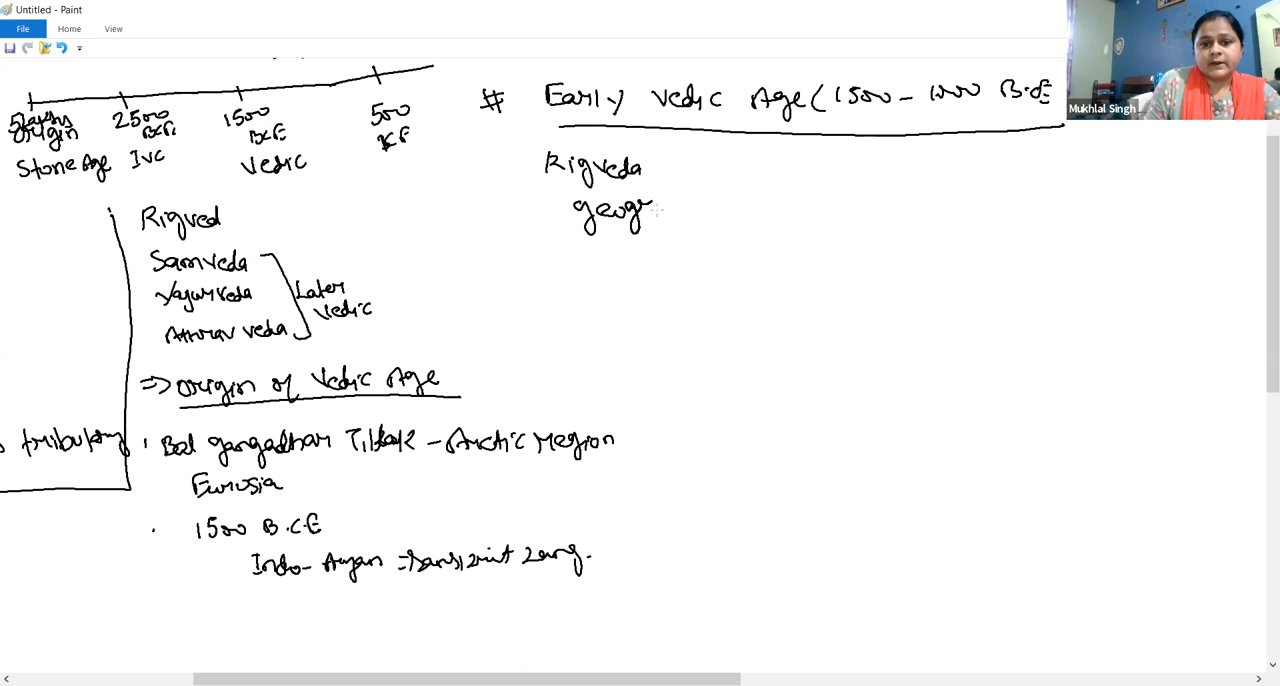 Untitled - Paint
File Home View
Mukhlal Singh
origin 2500 BCE 1500 BCE 500 BCE
Stone Age IVC Vedic
# Early Vedic Age (1500 - 1000 B.C.E
Rigveda
geogr
Rigved
Samveda
Yajurveda
Atharav veda
Later
Vedic
=> origin of Vedic Age
Bal gangadhar Tilak - Arctic region
Eurosia
1500 B.C.E
Indo - Aryan - Sanskrit Lang.
tributary